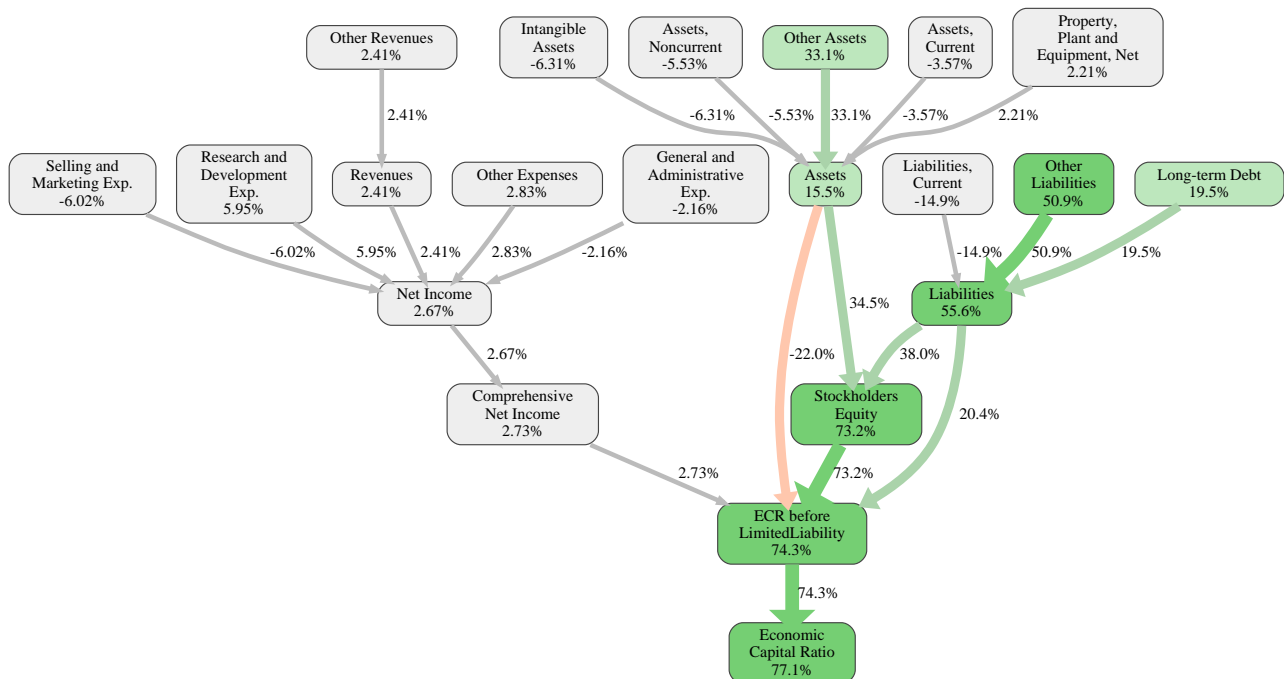 Other Revenues
2.41%
Intangible
Assets
-6.31%
Assets,
Noncurrent
-5.53%
Other Assets
33.1%
Assets,
Current
-3.57%
Property,
Plant and
Equipment, Net
2.21%
2.41%
-6.31%
-5.53%
33.1%
-3.57%
2.21%
Selling and
Marketing Exp.
-6.02%
Research and
Development
Exp.
5.95%
Revenues
2.41%
Other Expenses
2.83%
General and
Administrative
Exp.
-2.16%
Assets
15.5%
Liabilities,
Current
-14.9%
Other
Liabilities
50.9%
Long-term Debt
19.5%
-6.02%
5.95%
2.41%
2.83%
-2.16%
-14.9%
50.9%
19.5%
Net Income
2.67%
Liabilities
55.6%
34.5%
2.67%
-22.0%
38.0%
20.4%
Comprehensive
Net Income
2.73%
Stockholders
Equity
73.2%
2.73%
73.2%
ECR before
LimitedLiability
74.3%
74.3%
Economic
Capital Ratio
77.1%